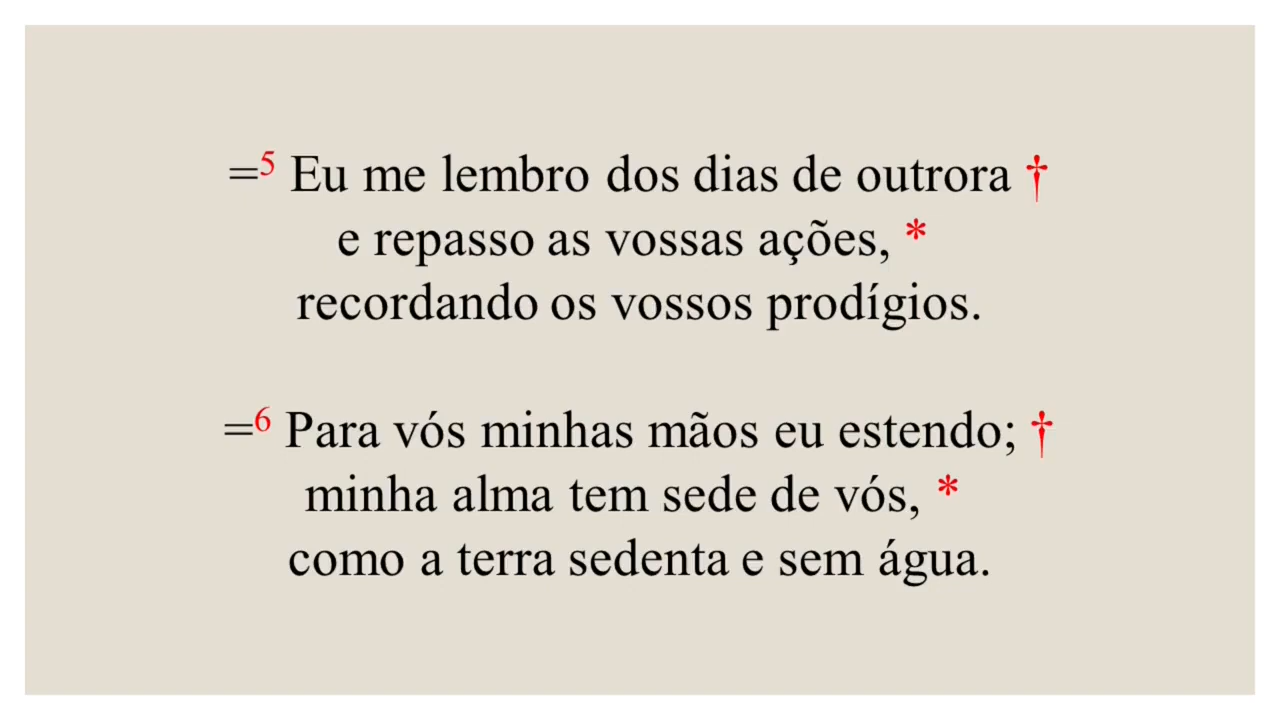 =5 Eu me lembro dos dias de outrora †
e repasso as vossas ações, *
recordando os vossos prodígios.
=6 Para vós minhas mãos eu estendo; †
minha alma tem sede de vós, *
como a terra sedenta e sem água.